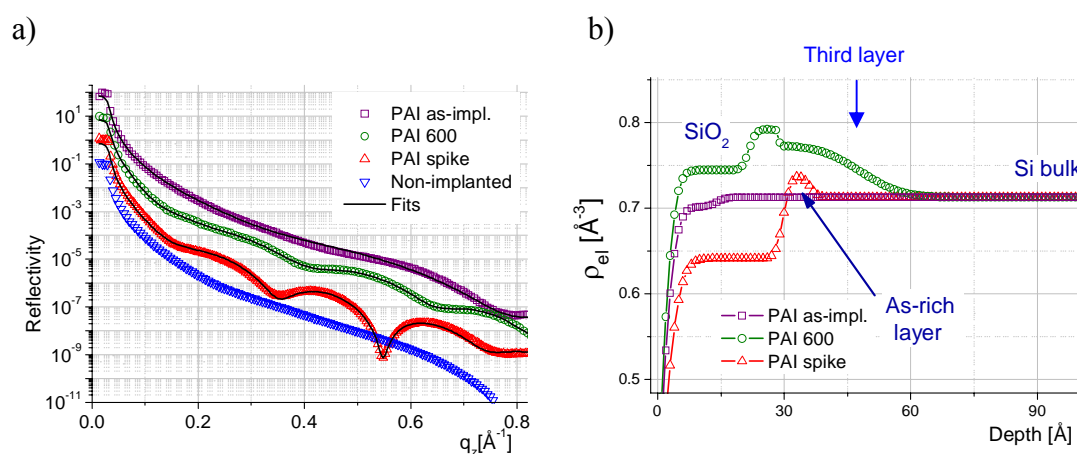 a)
PAI as-impl.
PAI 600
PAI spike
Non-implanted
Fits
10^1
10^-1
10^-3
10^-5
10^-7
10^-9
10^-11
Reflectivity
0.0 0.2 0.4 0.6 0.8
q_z[Å^-1]
b)
Third layer
SiO_2
Si bulk
As-rich
layer
PAI as-impl.
PAI 600
PAI spike
0.8
0.7
0.6
0.5
ρ_el [Å^-3]
0 30 60 90
Depth [Å]